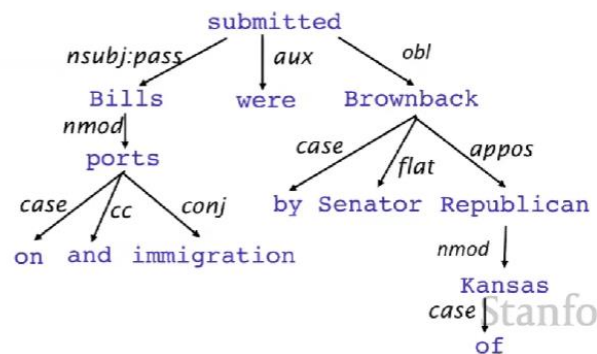 submitted
nsubj:pass aux obl
Bills were Brownback
nmod
ports
case flat appos
case cc conj
by Senator Republican
on and immigration
nmod
Kansas
case
Stanfo
of